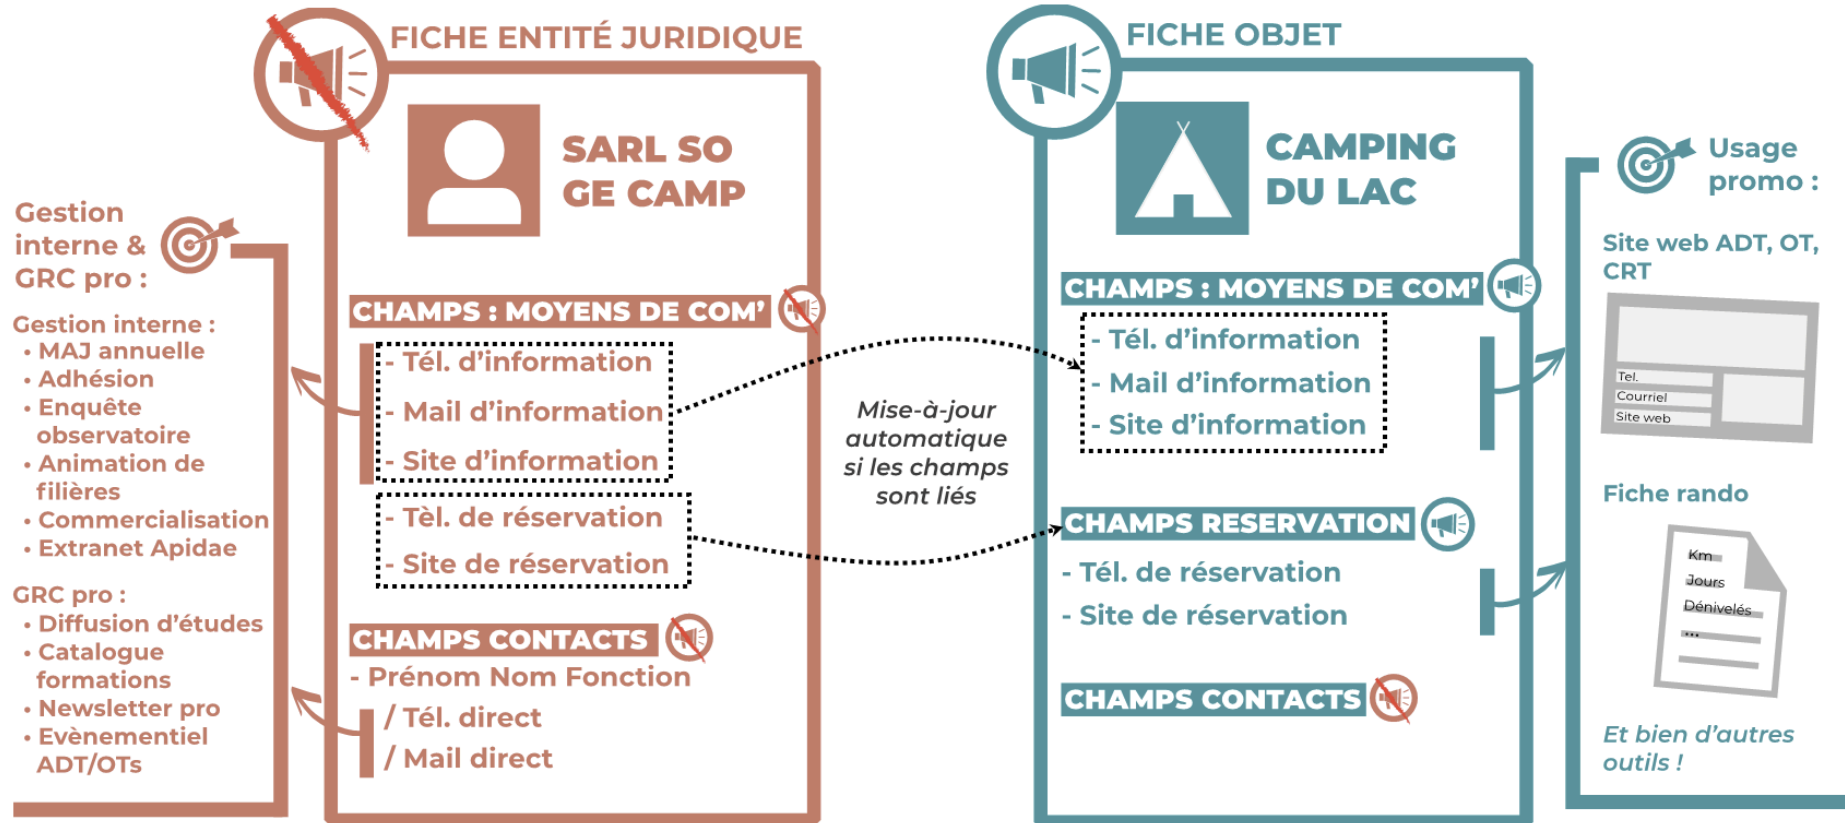 FICHE ENTITÉ JURIDIQUE
SARL SO
GE CAMP
Gestion
interne &
GRC pro :
Gestion interne :
• MAJ annuelle
• Adhésion
• Enquête
observatoire
• Animation de
filières
• Commercialisation
• Extranet Apidae
GRC pro :
• Diffusion d'études
• Catalogue
formations
• Newsletter pro
• Evènementiel
ADT/OTs
CHAMPS : MOYENS DE COM'
- Tél. d'information
- Mail d'information
- Site d'information
- Tèl. de réservation
- Site de réservation
CHAMPS CONTACTS
- Prénom Nom Fonction
/ Tél. direct
/ Mail direct
Mise-à-jour
automatique
si les champs
sont liés
FICHE OBJET
CAMPING
DU LAC
CHAMPS : MOYENS DE COM'
- Tél. d'information
- Mail d'information
- Site d'information
CHAMPS RESERVATION
- Tél. de réservation
- Site de réservation
CHAMPS CONTACTS
Usage
promo :
Site web ADT, OT,
CRT
Tel.
Courriel
Site web
Fiche rando
Km
Jours
Dénivelés
...
Et bien d'autres
outils !